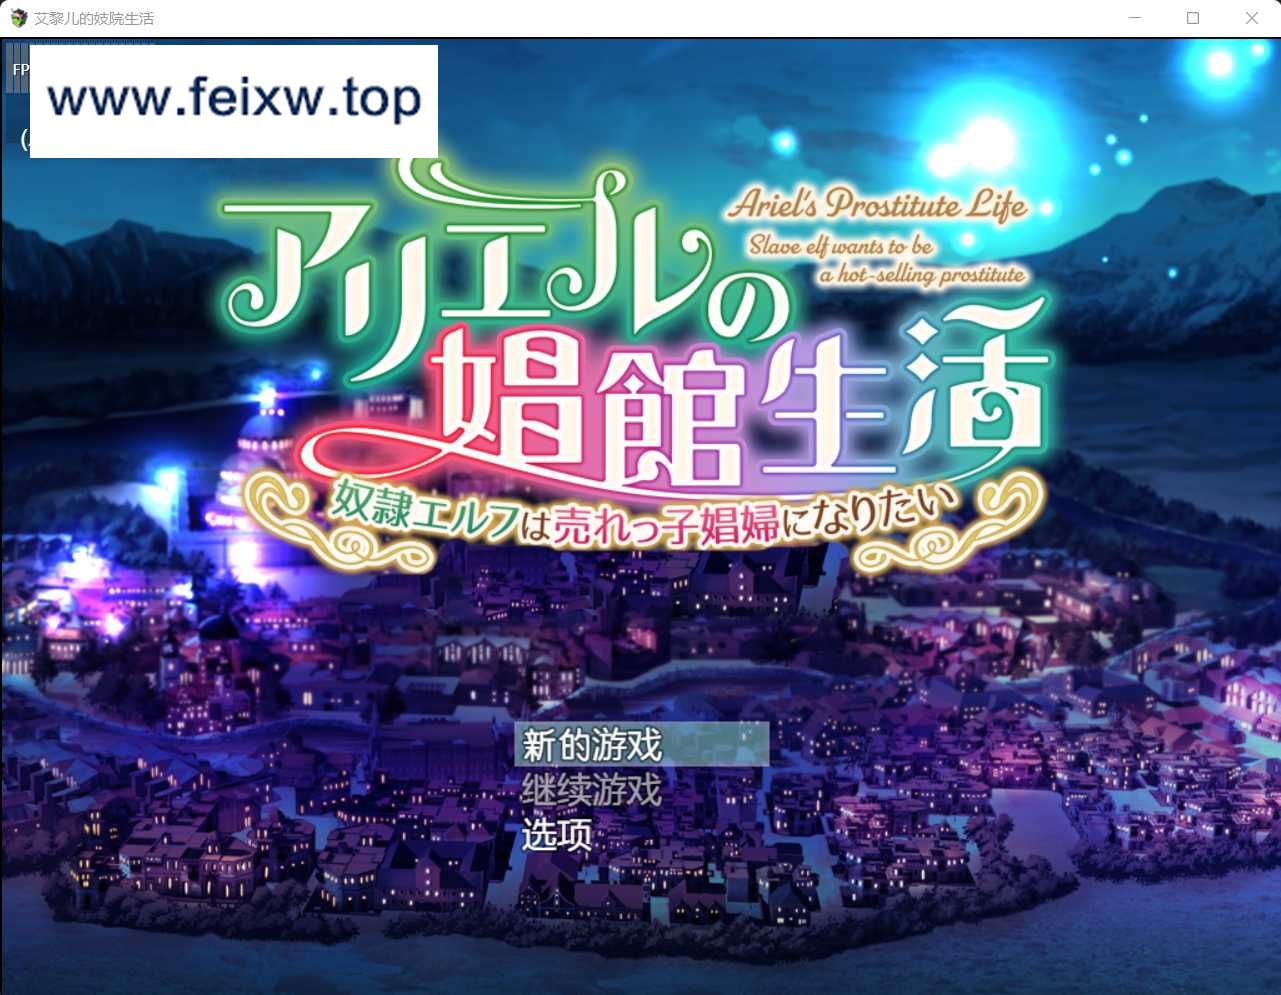 艾黎儿的妓院生活
FP
www.feixw.top
アリエルの
Ariel's Prostitute Life
Slave elf wants to be
a hot-selling prostitute
娼館生活
奴隷エルフは売れっ子娼婦になりたい
新的游戏
继续游戏
选项